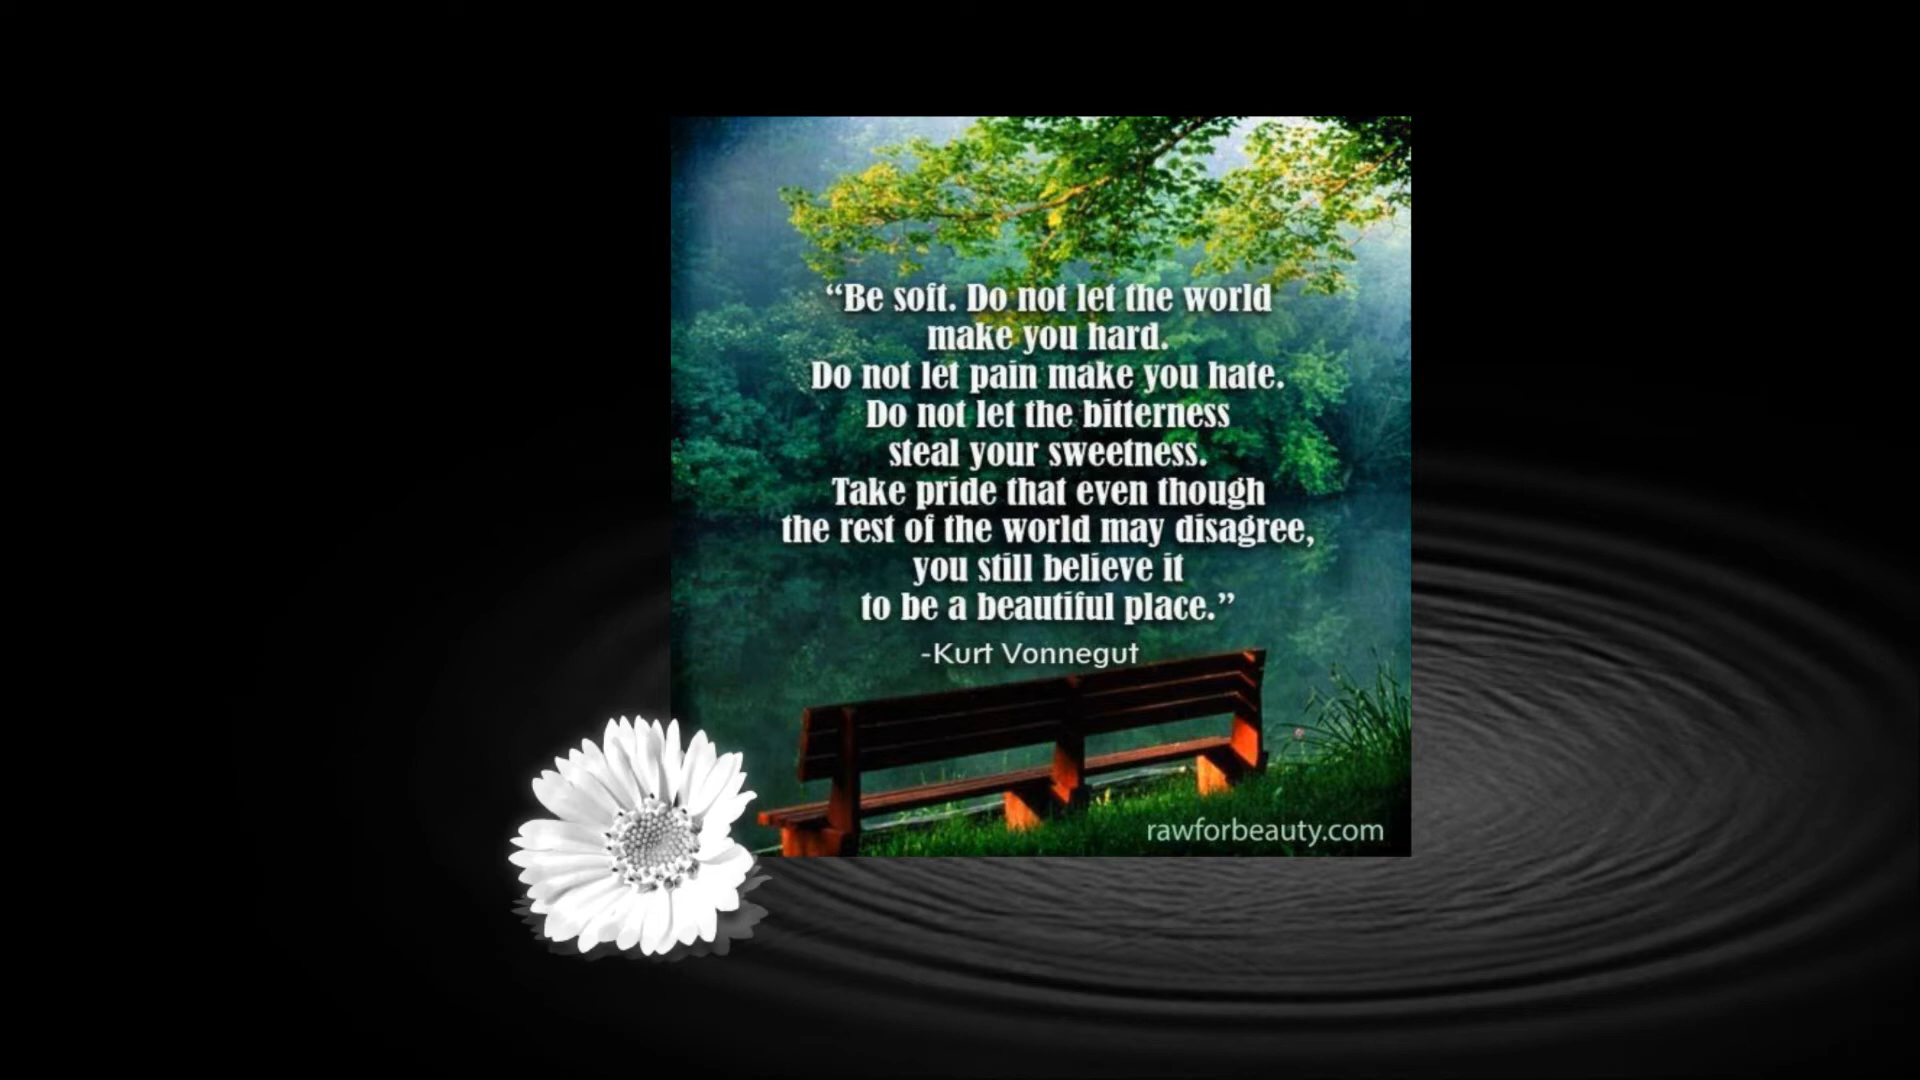 “Be soft. Do not let the world
make you hard.
Do not let pain make you hate.
Do not let the bitterness
steal your sweetness.
Take pride that even though
the rest of the world may disagree,
you still believe it
to be a beautiful place.”
-Kurt Vonnegut
rawforbeauty.com